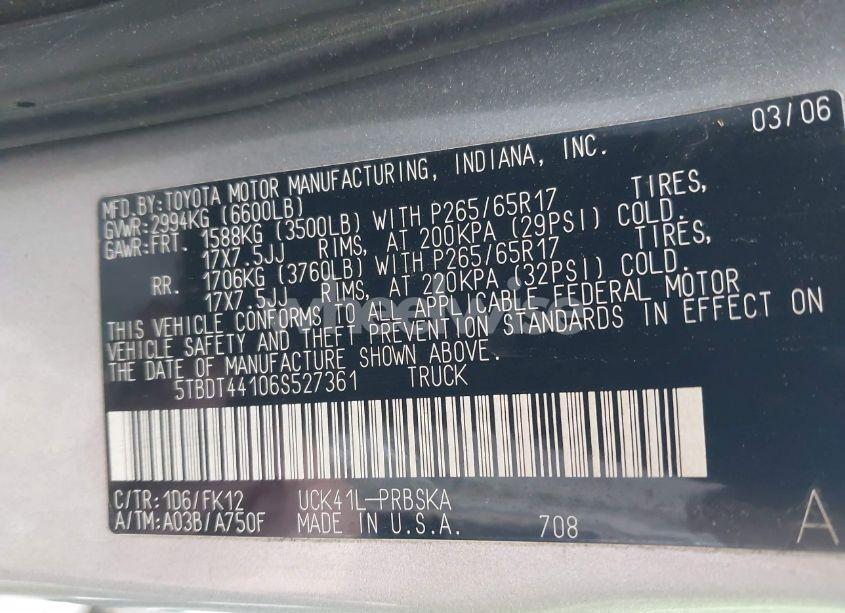 03/06
MFD.BY:TOYOTA MOTOR MANUFACTURING, INDIANA, INC.
GVWR:2994KG (6600LB)
GAWR:FRT. 1588KG (3500LB) WITH P265/65R17 TIRES,
17X7.5JJ RIMS, AT 200KPA (29PSI) COLD.
RR. 1706KG (3760LB) WITH P265/65R17 TIRES,
17X7.5JJ RIMS, AT 220KPA (32PSI) COLD.
THIS VEHICLE CONFORMS TO ALL APPLICABLE FEDERAL MOTOR
VEHICLE SAFETY AND THEFT PREVENTION STANDARDS IN EFFECT ON
THE DATE OF MANUFACTURE SHOWN ABOVE.
5TBDT44106S527361 TRUCK
C/TR:1D6/FK12 UCK41L-PRBSKA
A/TM:A03B/A750F MADE IN U.S.A. 708 A